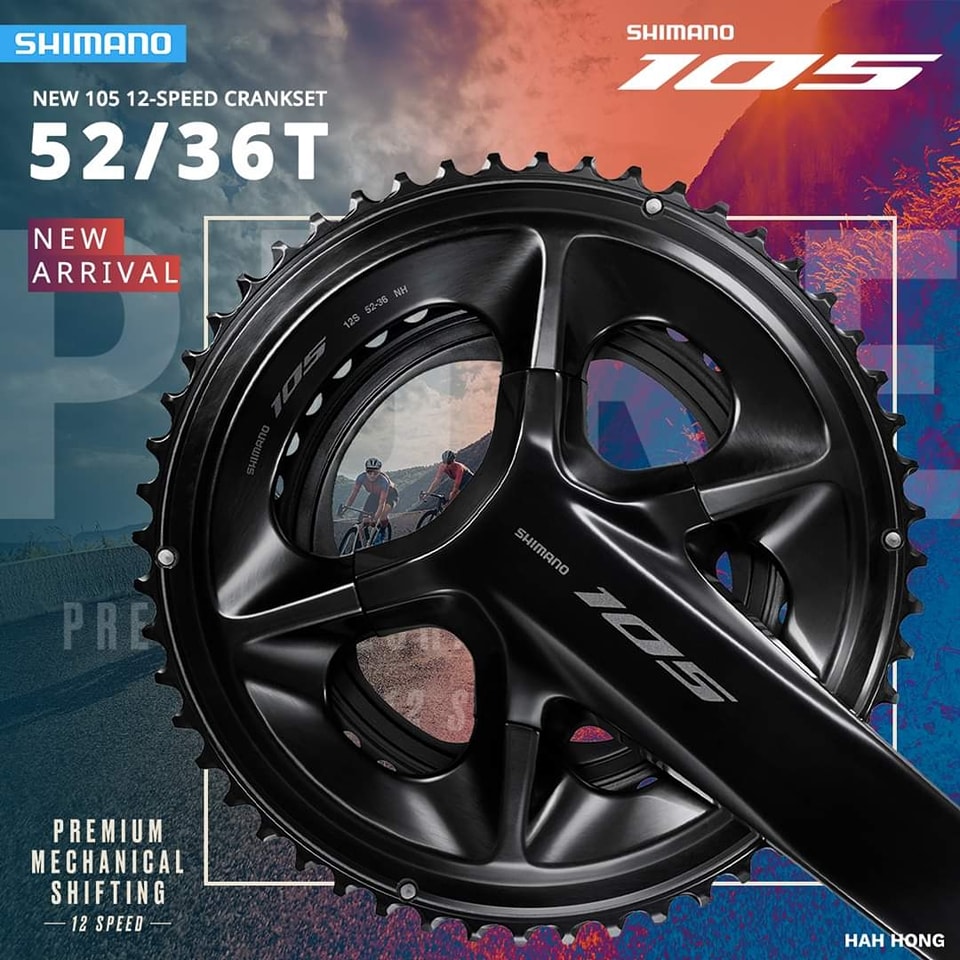 SHIMANO
SHIMANO
105
NEW 105 12-SPEED CRANKSET
52/36T
NEW
ARRIVAL
12S 52-36 NH
105
SHIMANO
SHIMANO
105
PREMIUM
MECHANICAL
SHIFTING
12 SPEED
HAH HONG